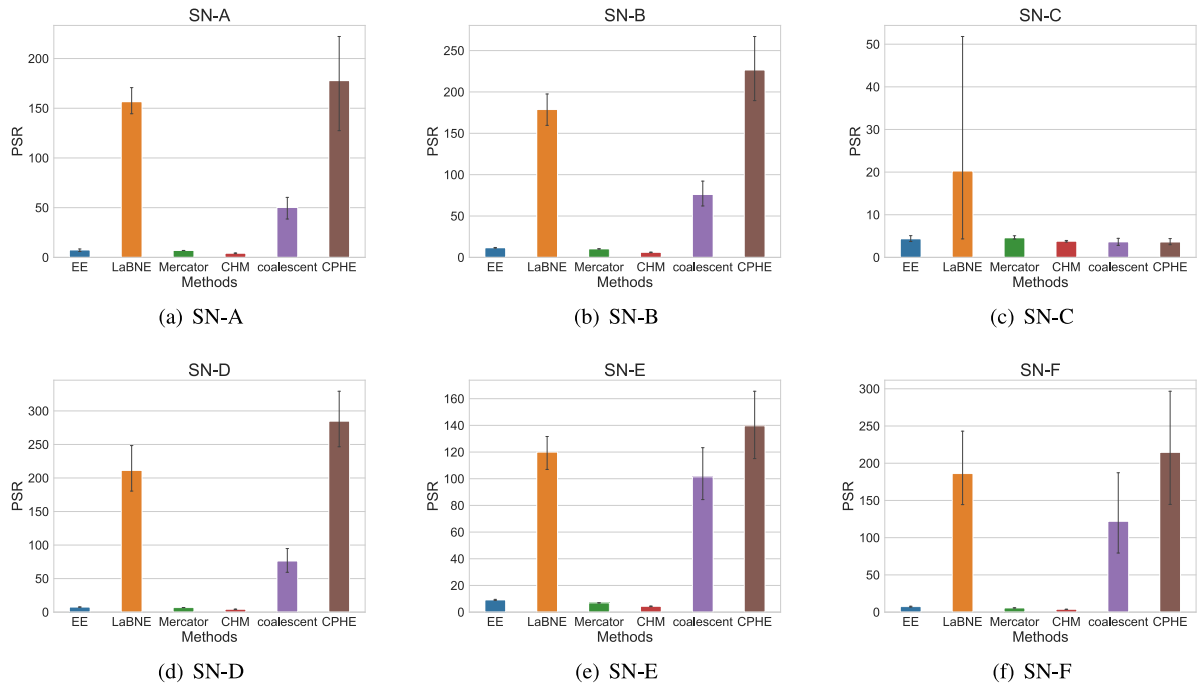 SN-A
PSR
200
150
100
50
0
EE LaBNE Mercator CHM coalescent CPHE
Methods
(a) SN-A
SN-B
PSR
250
200
150
100
50
0
EE LaBNE Mercator CHM coalescent CPHE
Methods
(b) SN-B
SN-C
PSR
50
40
30
20
10
0
EE LaBNE Mercator CHM coalescent CPHE
Methods
(c) SN-C
SN-D
PSR
300
250
200
150
100
50
0
EE LaBNE Mercator CHM coalescent CPHE
Methods
(d) SN-D
SN-E
PSR
160
140
120
100
80
60
40
20
0
EE LaBNE Mercator CHM coalescent CPHE
Methods
(e) SN-E
SN-F
PSR
300
250
200
150
100
50
0
EE LaBNE Mercator CHM coalescent CPHE
Methods
(f) SN-F